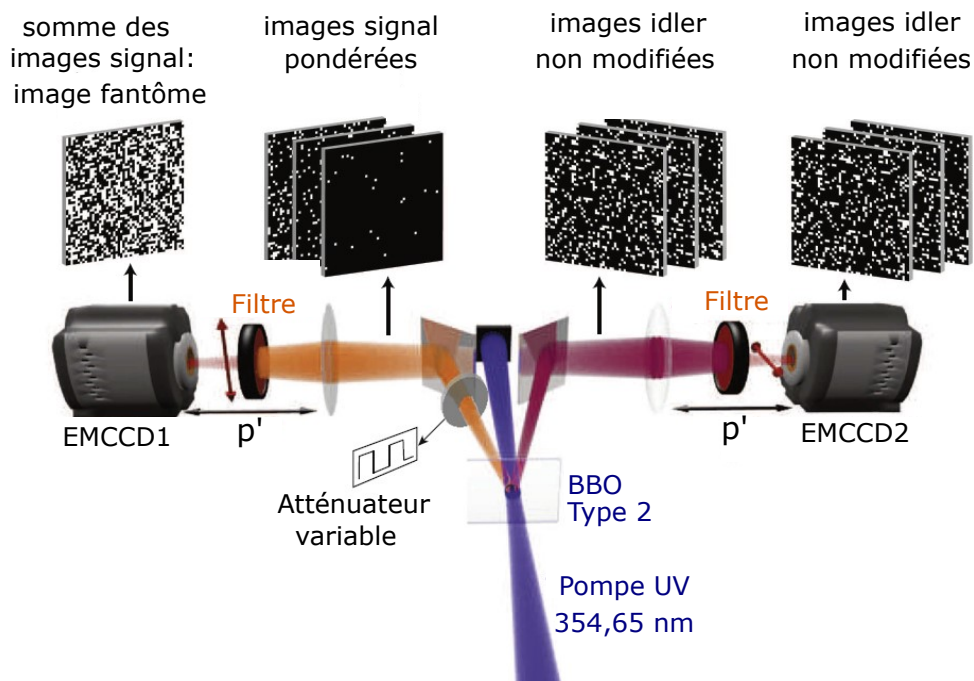 somme des
images signal:
image fantôme
images signal
pondérées
images idler
non modifiées
images idler
non modifiées
Filtre
Filtre
EMCCD1
p'
p'
EMCCD2
Atténuateur
variable
BBO
Type 2
Pompe UV
354,65 nm